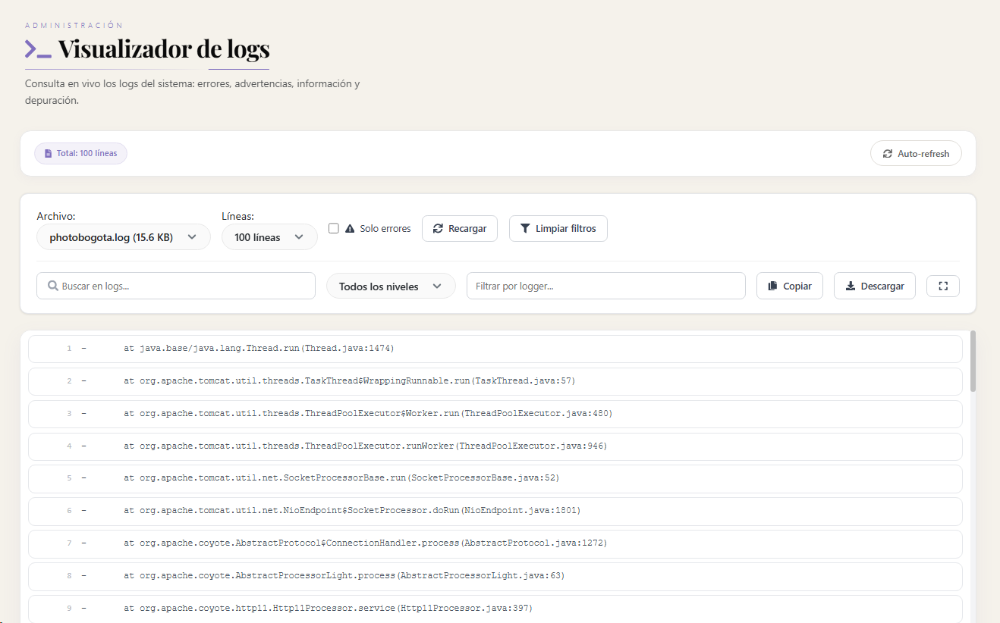 ADMINISTRACIÓN
Visualizador de logs
Consulta en vivo los logs del sistema: errores, advertencias, información y
depuración.
Total: 100 líneas
Auto-refresh
Archivo:
Líneas:
photobogota.log (15.6 KB)
100 líneas
Solo errores
Recargar
Limpiar filtros
Buscar en logs...
Todos los niveles
Filtrar por logger...
Copiar
Descargar
1 – at java.base/java.lang.Thread.run(Thread.java:1474)
2 – at org.apache.tomcat.util.threads.TaskThread$WrappingRunnable.run(TaskThread.java:57)
3 – at org.apache.tomcat.util.threads.ThreadPoolExecutor$Worker.run(ThreadPoolExecutor.java:480)
4 – at org.apache.tomcat.util.threads.ThreadPoolExecutor.runWorker(ThreadPoolExecutor.java:946)
5 – at org.apache.tomcat.util.net.SocketProcessorBase.run(SocketProcessorBase.java:52)
6 – at org.apache.tomcat.util.net.NioEndpoint$SocketProcessor.doRun(NioEndpoint.java:1801)
7 – at org.apache.coyote.AbstractProtocol$ConnectionHandler.process(AbstractProtocol.java:1272)
8 – at org.apache.coyote.AbstractProcessorLight.process(AbstractProcessorLight.java:63)
9 – at org.apache.coyote.http11.Http11Processor.service(Http11Processor.java:397)